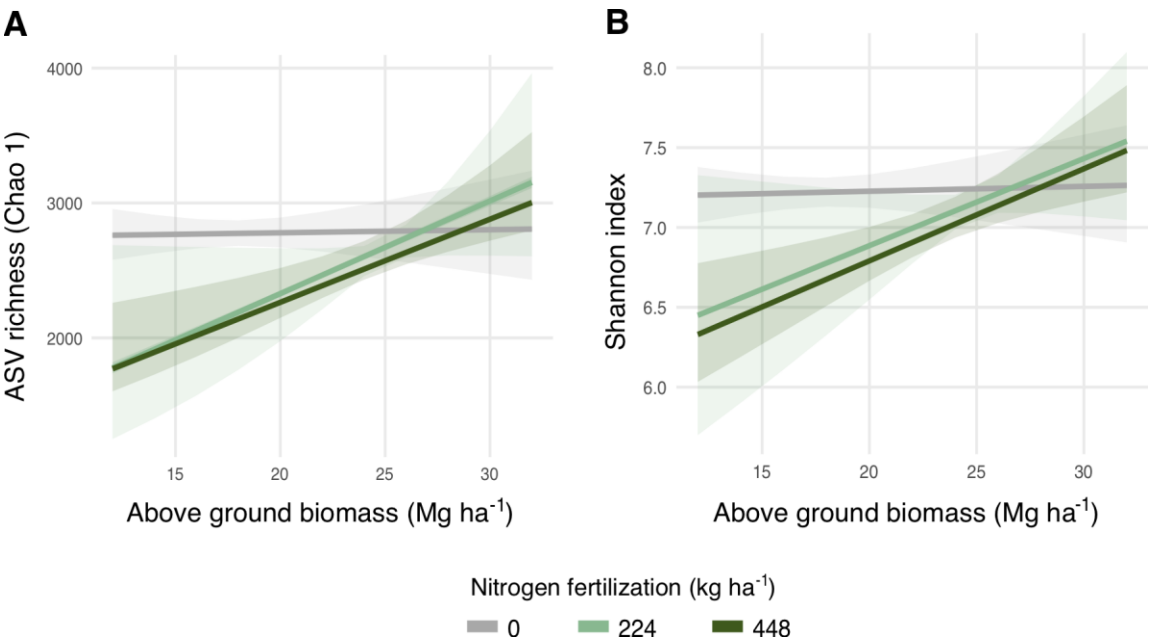 A
B
ASV richness (Chao 1)
4000
3000
2000
15 20 25 30
Above ground biomass (Mg ha⁻¹)
Shannon index
8.0
7.5
7.0
6.5
6.0
15 20 25 30
Above ground biomass (Mg ha⁻¹)
Nitrogen fertilization (kg ha⁻¹)
0 224 448